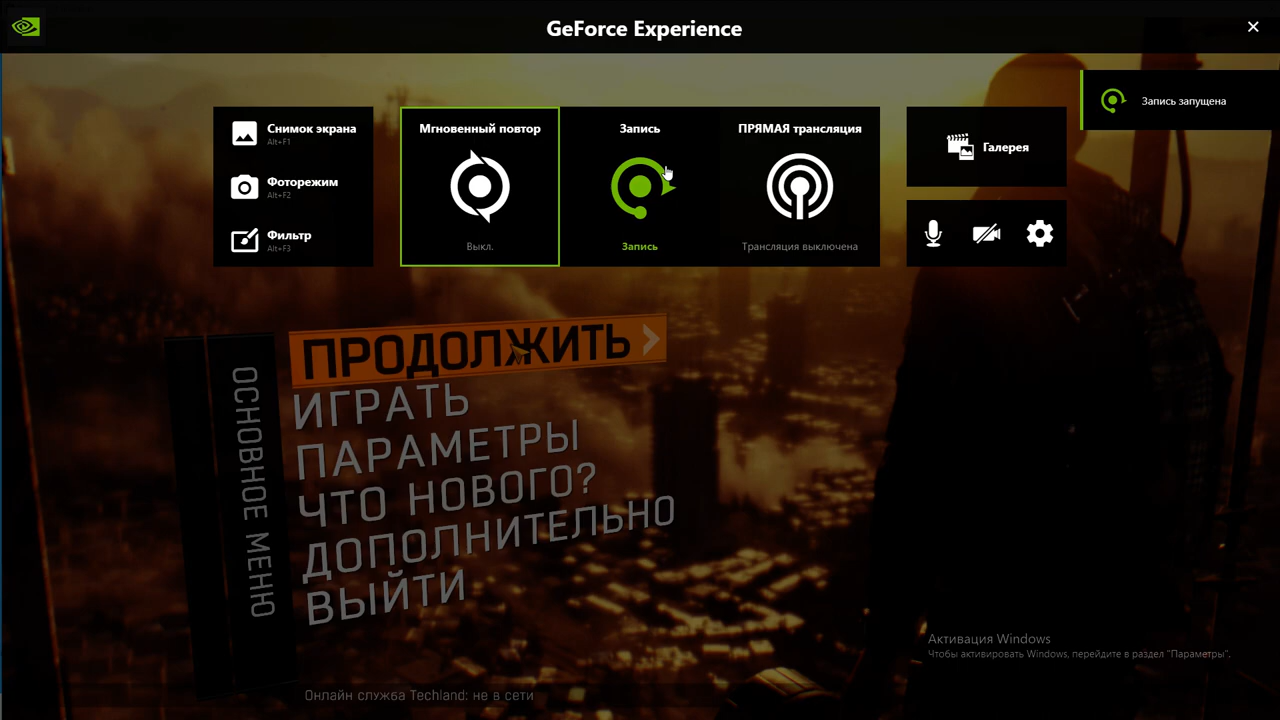 GeForce Experience
Запись запущена
Снимок экрана
Alt+F1
Фоторежим
Alt+F2
Фильтр
Alt+F3
Мгновенный повтор
Выкл.
Запись
Запись
ПРЯМАЯ трансляция
Трансляция выключена
Галерея
ОСНОВНОЕ МЕНЮ
ПРОДОЛЖИТЬ
ИГРАТЬ
ПАРАМЕТРЫ
ЧТО НОВОГО?
ДОПОЛНИТЕЛЬНО
ВЫЙТИ
Онлайн служба Techland: не в сети
Активация Windows
Чтобы активировать Windows, перейдите в раздел "Параметры".